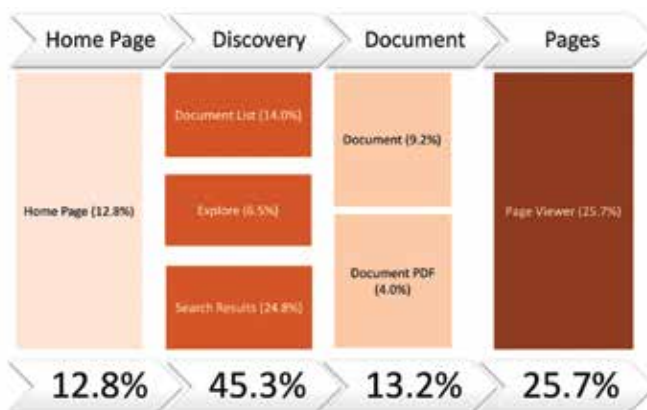 Home Page
Discovery
Document
Pages
Home Page (12.8%)
Document List (14.0%)
Explore (6.5%)
Search Results (24.8%)
Document (9.2%)
Document PDF
(4.0%)
Page Viewer (25.7%)
12.8%
45.3%
13.2%
25.7%